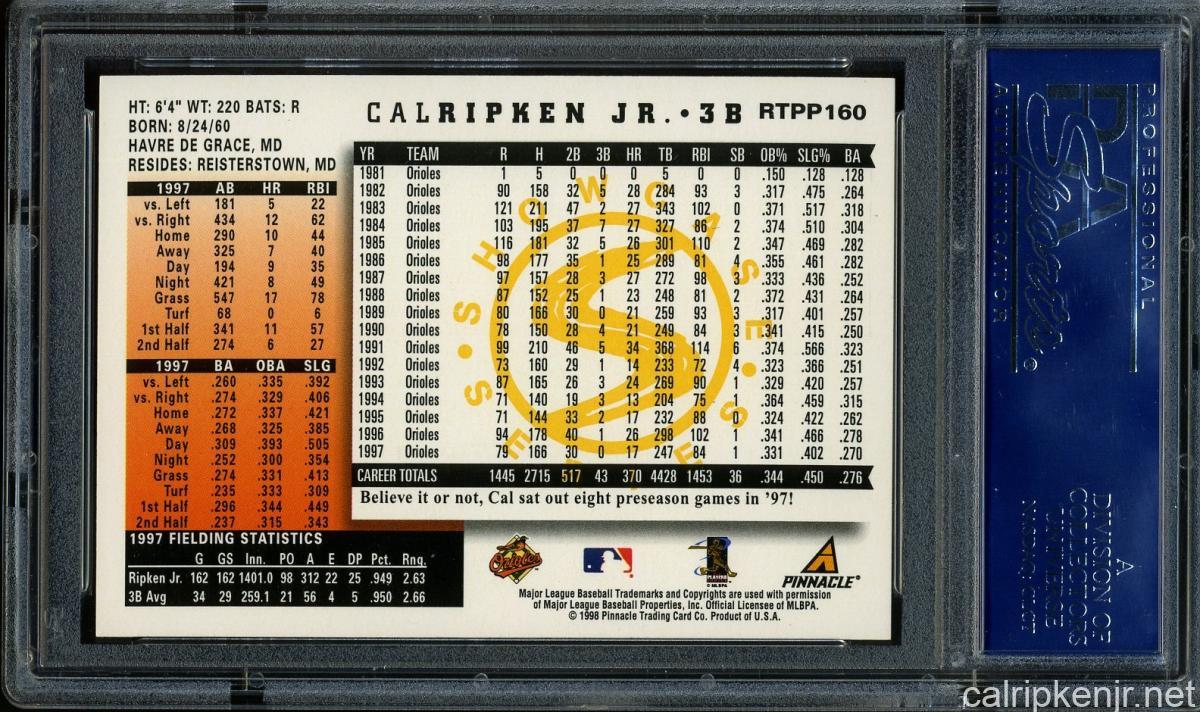 HT: 6'4" WT: 220 BATS: R
BORN: 8/24/60
HAVRE DE GRACE, MD
RESIDES: REISTERSTOWN, MD
CAL RIPKEN JR. • 3B RTPP160
1997 AB HR RBI
vs. Left 181 5 22
vs. Right 434 12 62
Home 290 10 44
Away 325 7 40
Day 194 9 35
Night 421 8 49
Grass 547 17 78
Turf 68 0 6
1st Half 341 11 57
2nd Half 274 6 27
1997 BA OBA SLG
vs. Left .260 .335 .392
vs. Right .274 .329 .406
Home .272 .337 .421
Away .268 .325 .385
Day .309 .393 .505
Night .252 .300 .354
Grass .274 .331 .413
Turf .235 .333 .309
1st Half .296 .344 .449
2nd Half .237 .315 .343
1997 FIELDING STATISTICS
G GS Inn. PO A E DP Pct. Rng.
Ripken Jr. 162 162 1401.0 98 312 22 25 .949 2.63
3B Avg 34 29 259.1 21 56 4 5 .950 2.66
YR TEAM R H 2B 3B HR TB RBI SB OB% SLG% BA
1981 Orioles 1 5 0 0 0 5 0 0 .150 .128 .128
1982 Orioles 90 158 32 5 28 284 93 3 .317 .475 .264
1983 Orioles 121 211 47 2 27 343 102 0 .371 .517 .318
1984 Orioles 103 195 37 7 27 327 86 2 .374 .510 .304
1985 Orioles 116 181 32 5 26 301 110 2 .347 .469 .282
1986 Orioles 98 177 35 1 25 289 81 4 .355 .461 .282
1987 Orioles 97 157 28 3 27 272 98 3 .333 .436 .252
1988 Orioles 87 152 25 1 23 248 81 2 .372 .431 .264
1989 Orioles 80 166 30 0 21 259 93 3 .317 .401 .257
1990 Orioles 78 150 28 4 21 249 84 3 .341 .415 .250
1991 Orioles 99 210 46 5 34 368 114 6 .374 .566 .323
1992 Orioles 73 160 29 1 14 233 72 4 .323 .366 .251
1993 Orioles 87 165 26 3 24 269 90 1 .329 .420 .257
1994 Orioles 71 140 19 3 13 204 75 1 .364 .459 .315
1995 Orioles 71 144 33 2 17 232 88 0 .324 .422 .262
1996 Orioles 94 178 40 1 26 298 102 1 .341 .466 .278
1997 Orioles 79 166 30 0 17 247 84 1 .331 .402 .270
CAREER TOTALS 1445 2715 517 43 370 4428 1453 36 .344 .450 .276
SHOWCASE
S
Believe it or not, Cal sat out eight preseason games in '97!
Orioles
PINNACLE®
Major League Baseball Trademarks and Copyrights are used with permission
of Major League Baseball Properties, Inc. Official Licensee of MLBPA.
© 1998 Pinnacle Trading Card Co. Product of U.S.A.
PROFESSIONAL
PSA
Sports
AUTHENTICATOR
A
DIVISION OF
COLLECTORS
UNIVERSE
NASDAQ: CLCT
calripkenjr.net